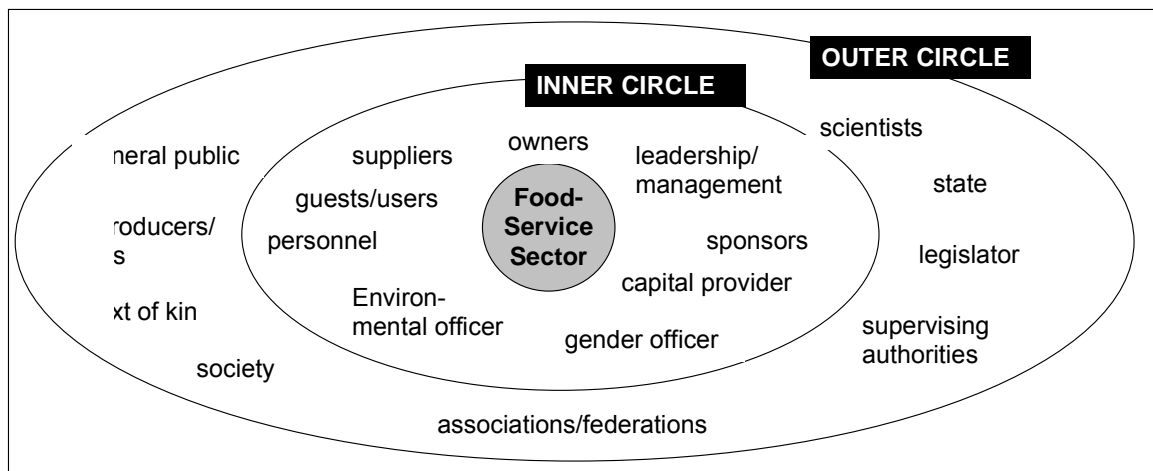 OUTER CIRCLE
INNER CIRCLE
scientists
owners
suppliers
leadership/
management
neral public
state
guests/users
Food-
Service
Sector
roducers/
s
personnel
sponsors
legislator
capital provider
Environ-
mental officer
xt of kin
gender officer
supervising
authorities
society
associations/federations